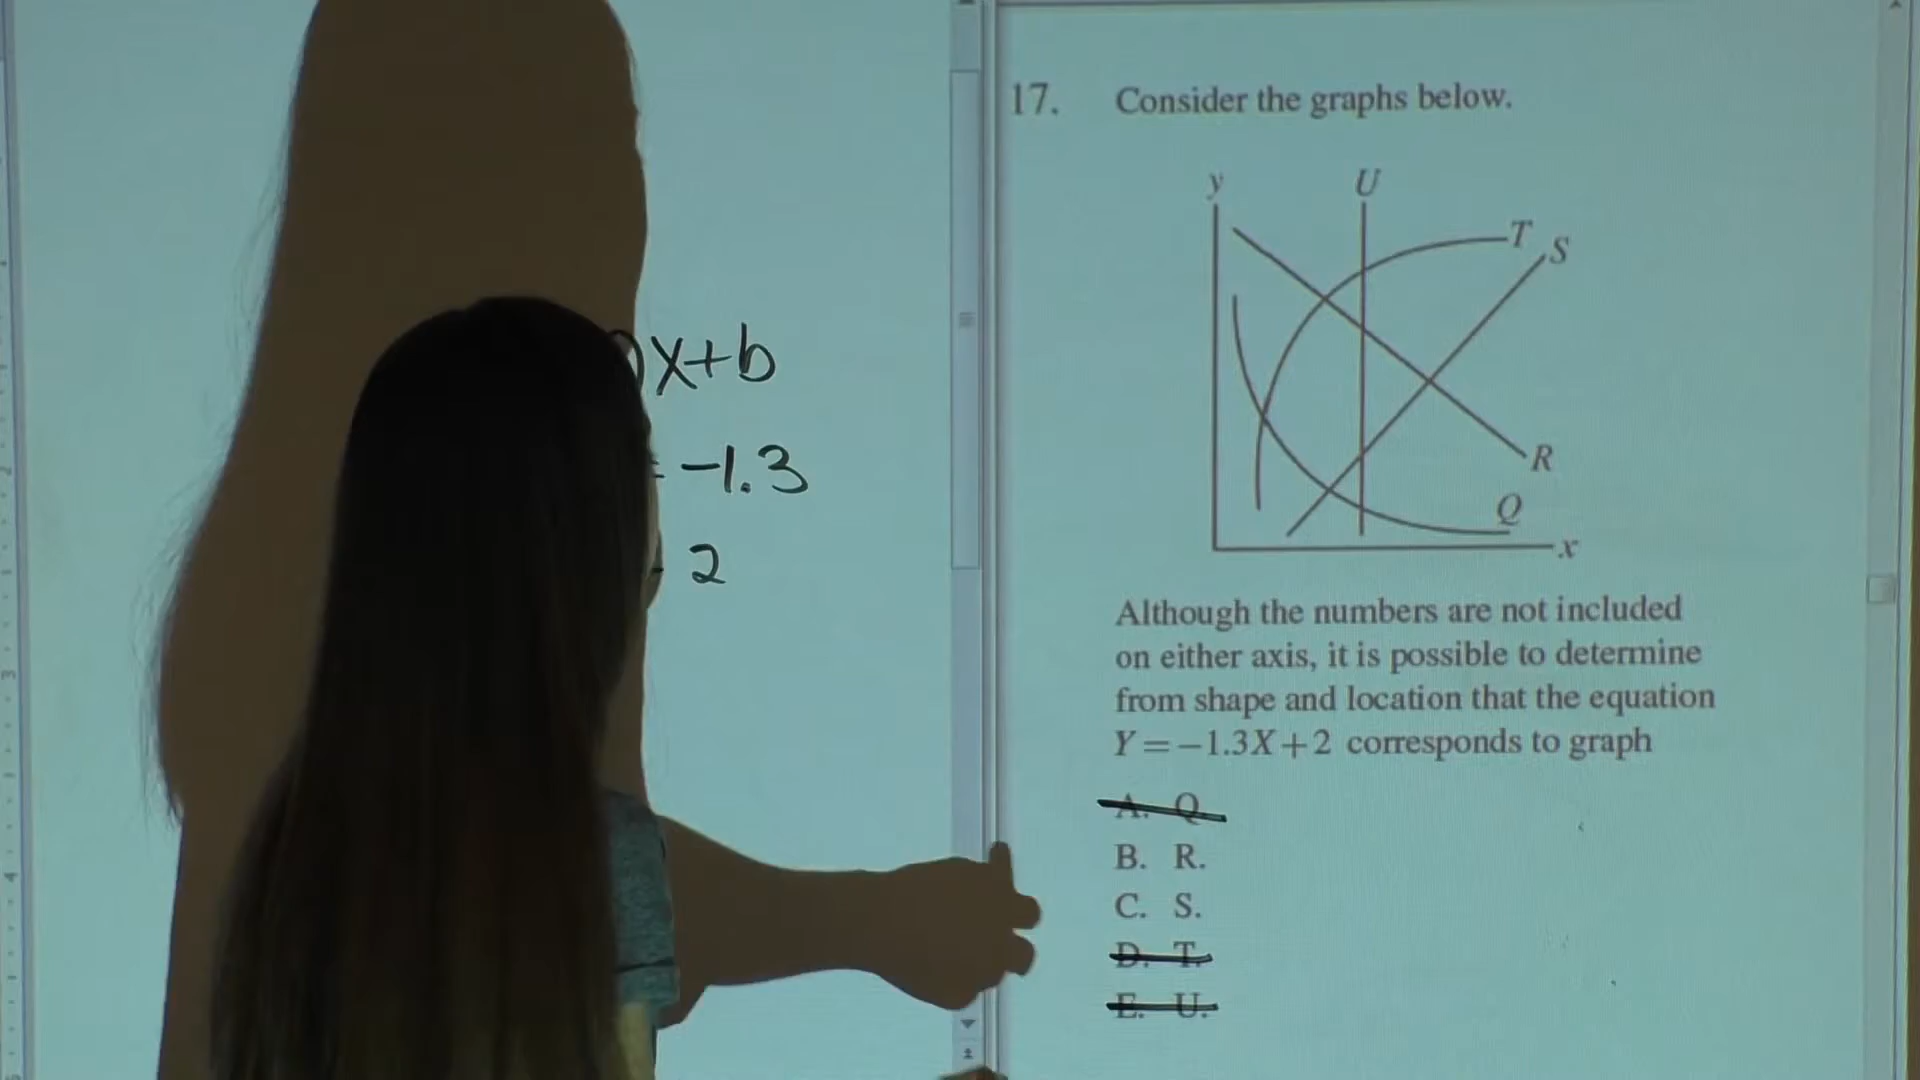 x+b
= -1.3
2
17. Consider the graphs below.
y
U
T
S
R
Q
x
Although the numbers are not included
on either axis, it is possible to determine
from shape and location that the equation
Y = −1.3X + 2 corresponds to graph
A. Q.
B. R.
C. S.
D. T.
E. U.